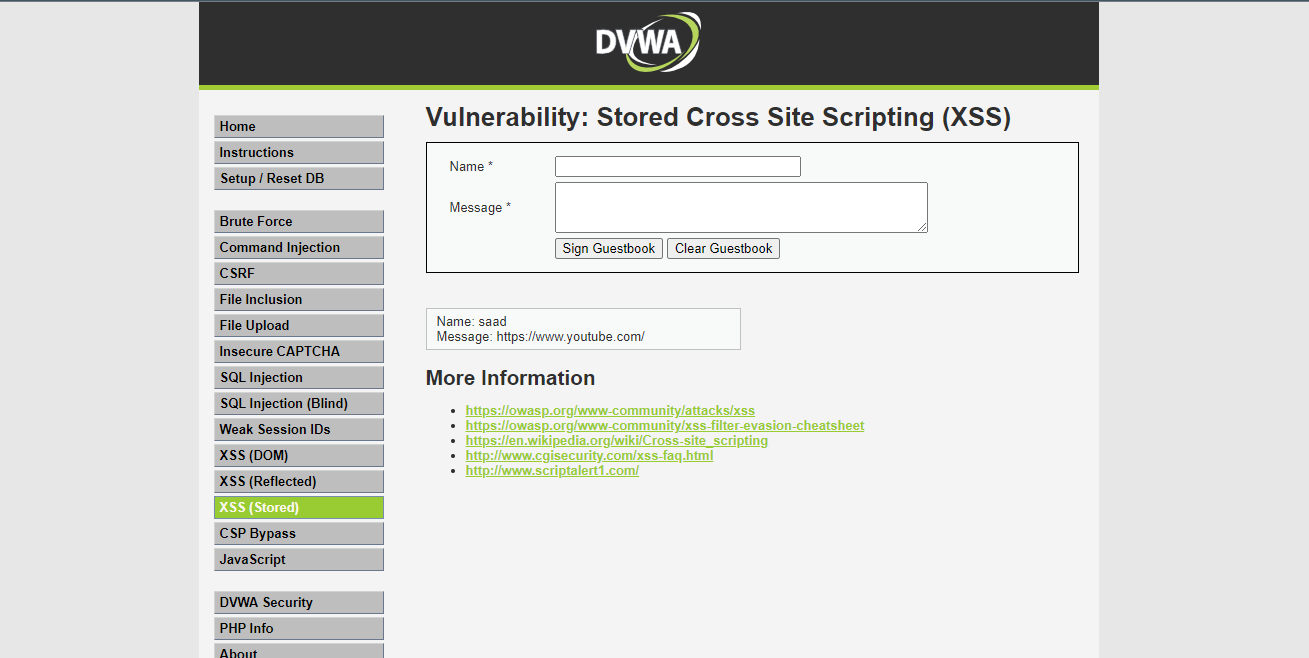 DVWA
Home
Instructions
Setup / Reset DB
Brute Force
Command Injection
CSRF
File Inclusion
File Upload
Insecure CAPTCHA
SQL Injection
SQL Injection (Blind)
Weak Session IDs
XSS (DOM)
XSS (Reflected)
XSS (Stored)
CSP Bypass
JavaScript
DVWA Security
PHP Info
About
Vulnerability: Stored Cross Site Scripting (XSS)
Name *
Message *
Sign Guestbook Clear Guestbook
Name: saad
Message: https://www.youtube.com/
More Information
https://owasp.org/www-community/attacks/xss
https://owasp.org/www-community/xss-filter-evasion-cheatsheet
https://en.wikipedia.org/wiki/Cross-site_scripting
http://www.cgisecurity.com/xss-faq.html
http://www.scriptalert1.com/